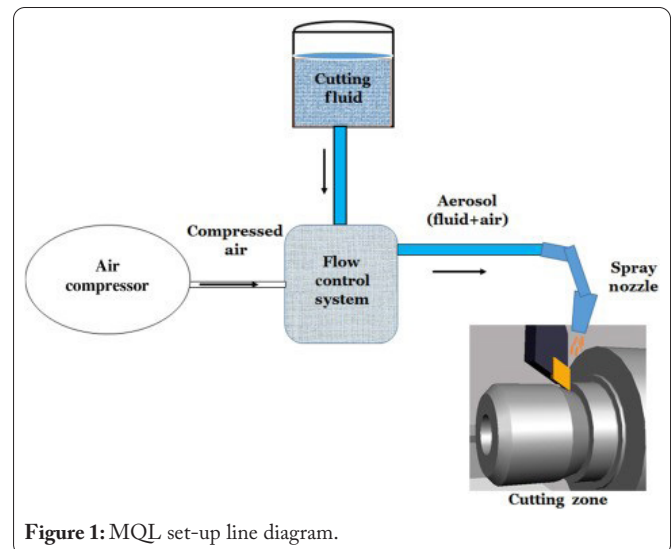 Cutting
fluid
Aerosol
(fluid+air)
Compressed
air
Air
compressor
Flow
control
system
Spray
nozzle
Cutting zone
Figure 1: MQL set-up line diagram.